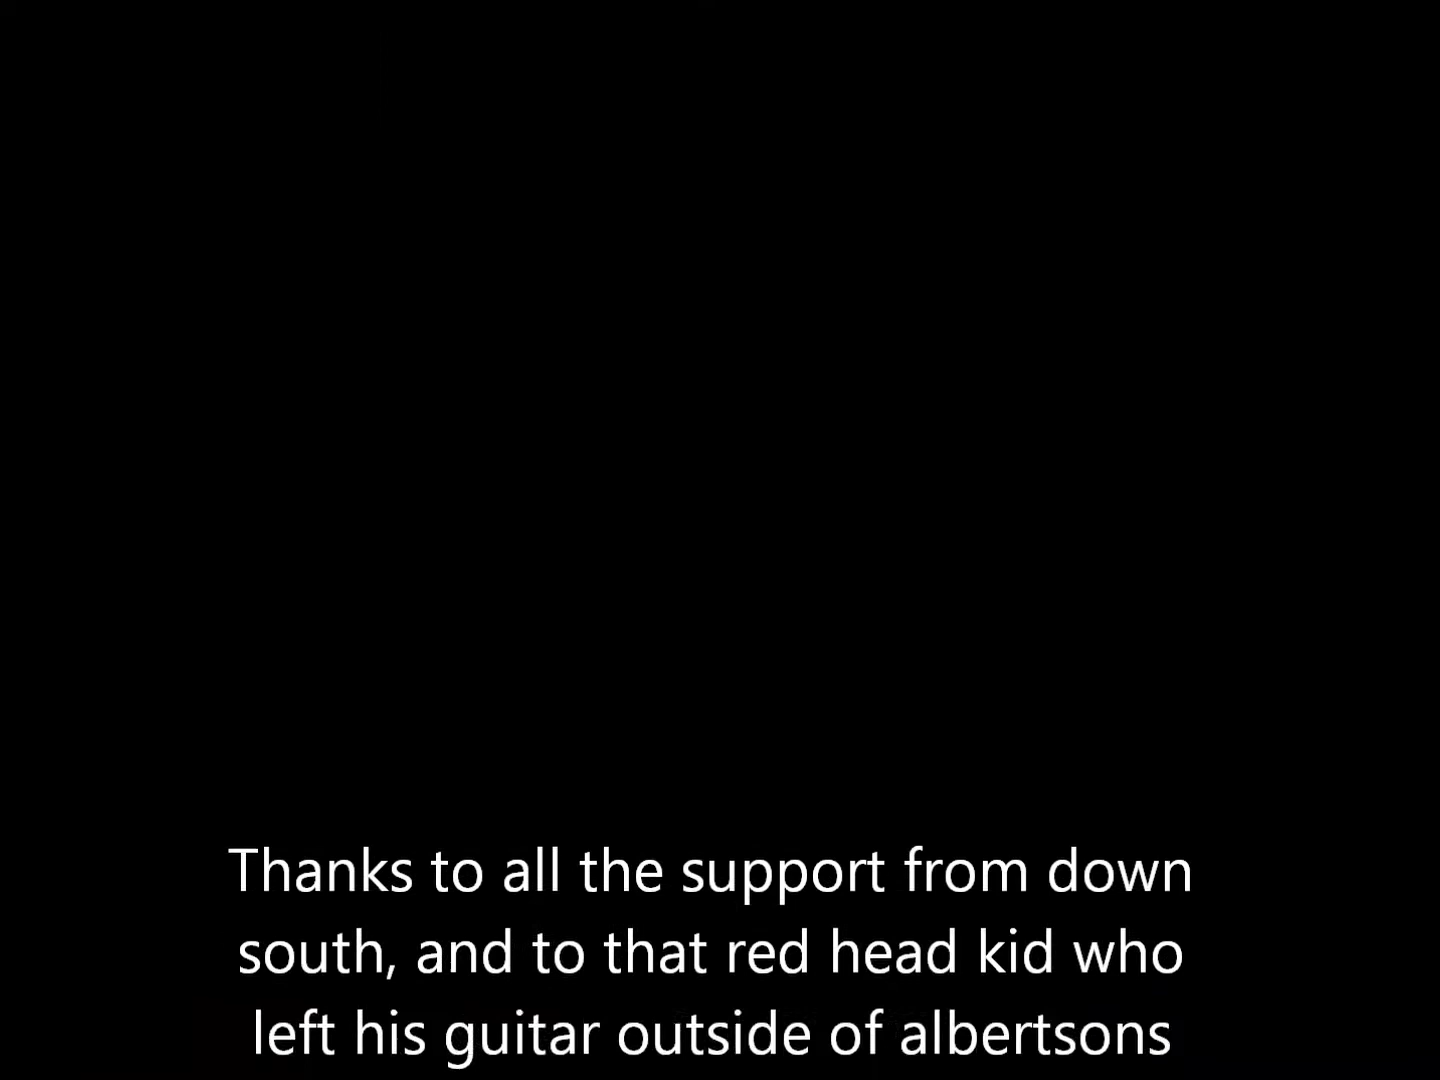 Thanks to all the support from down
south, and to that red head kid who
left his guitar outside of albertsons